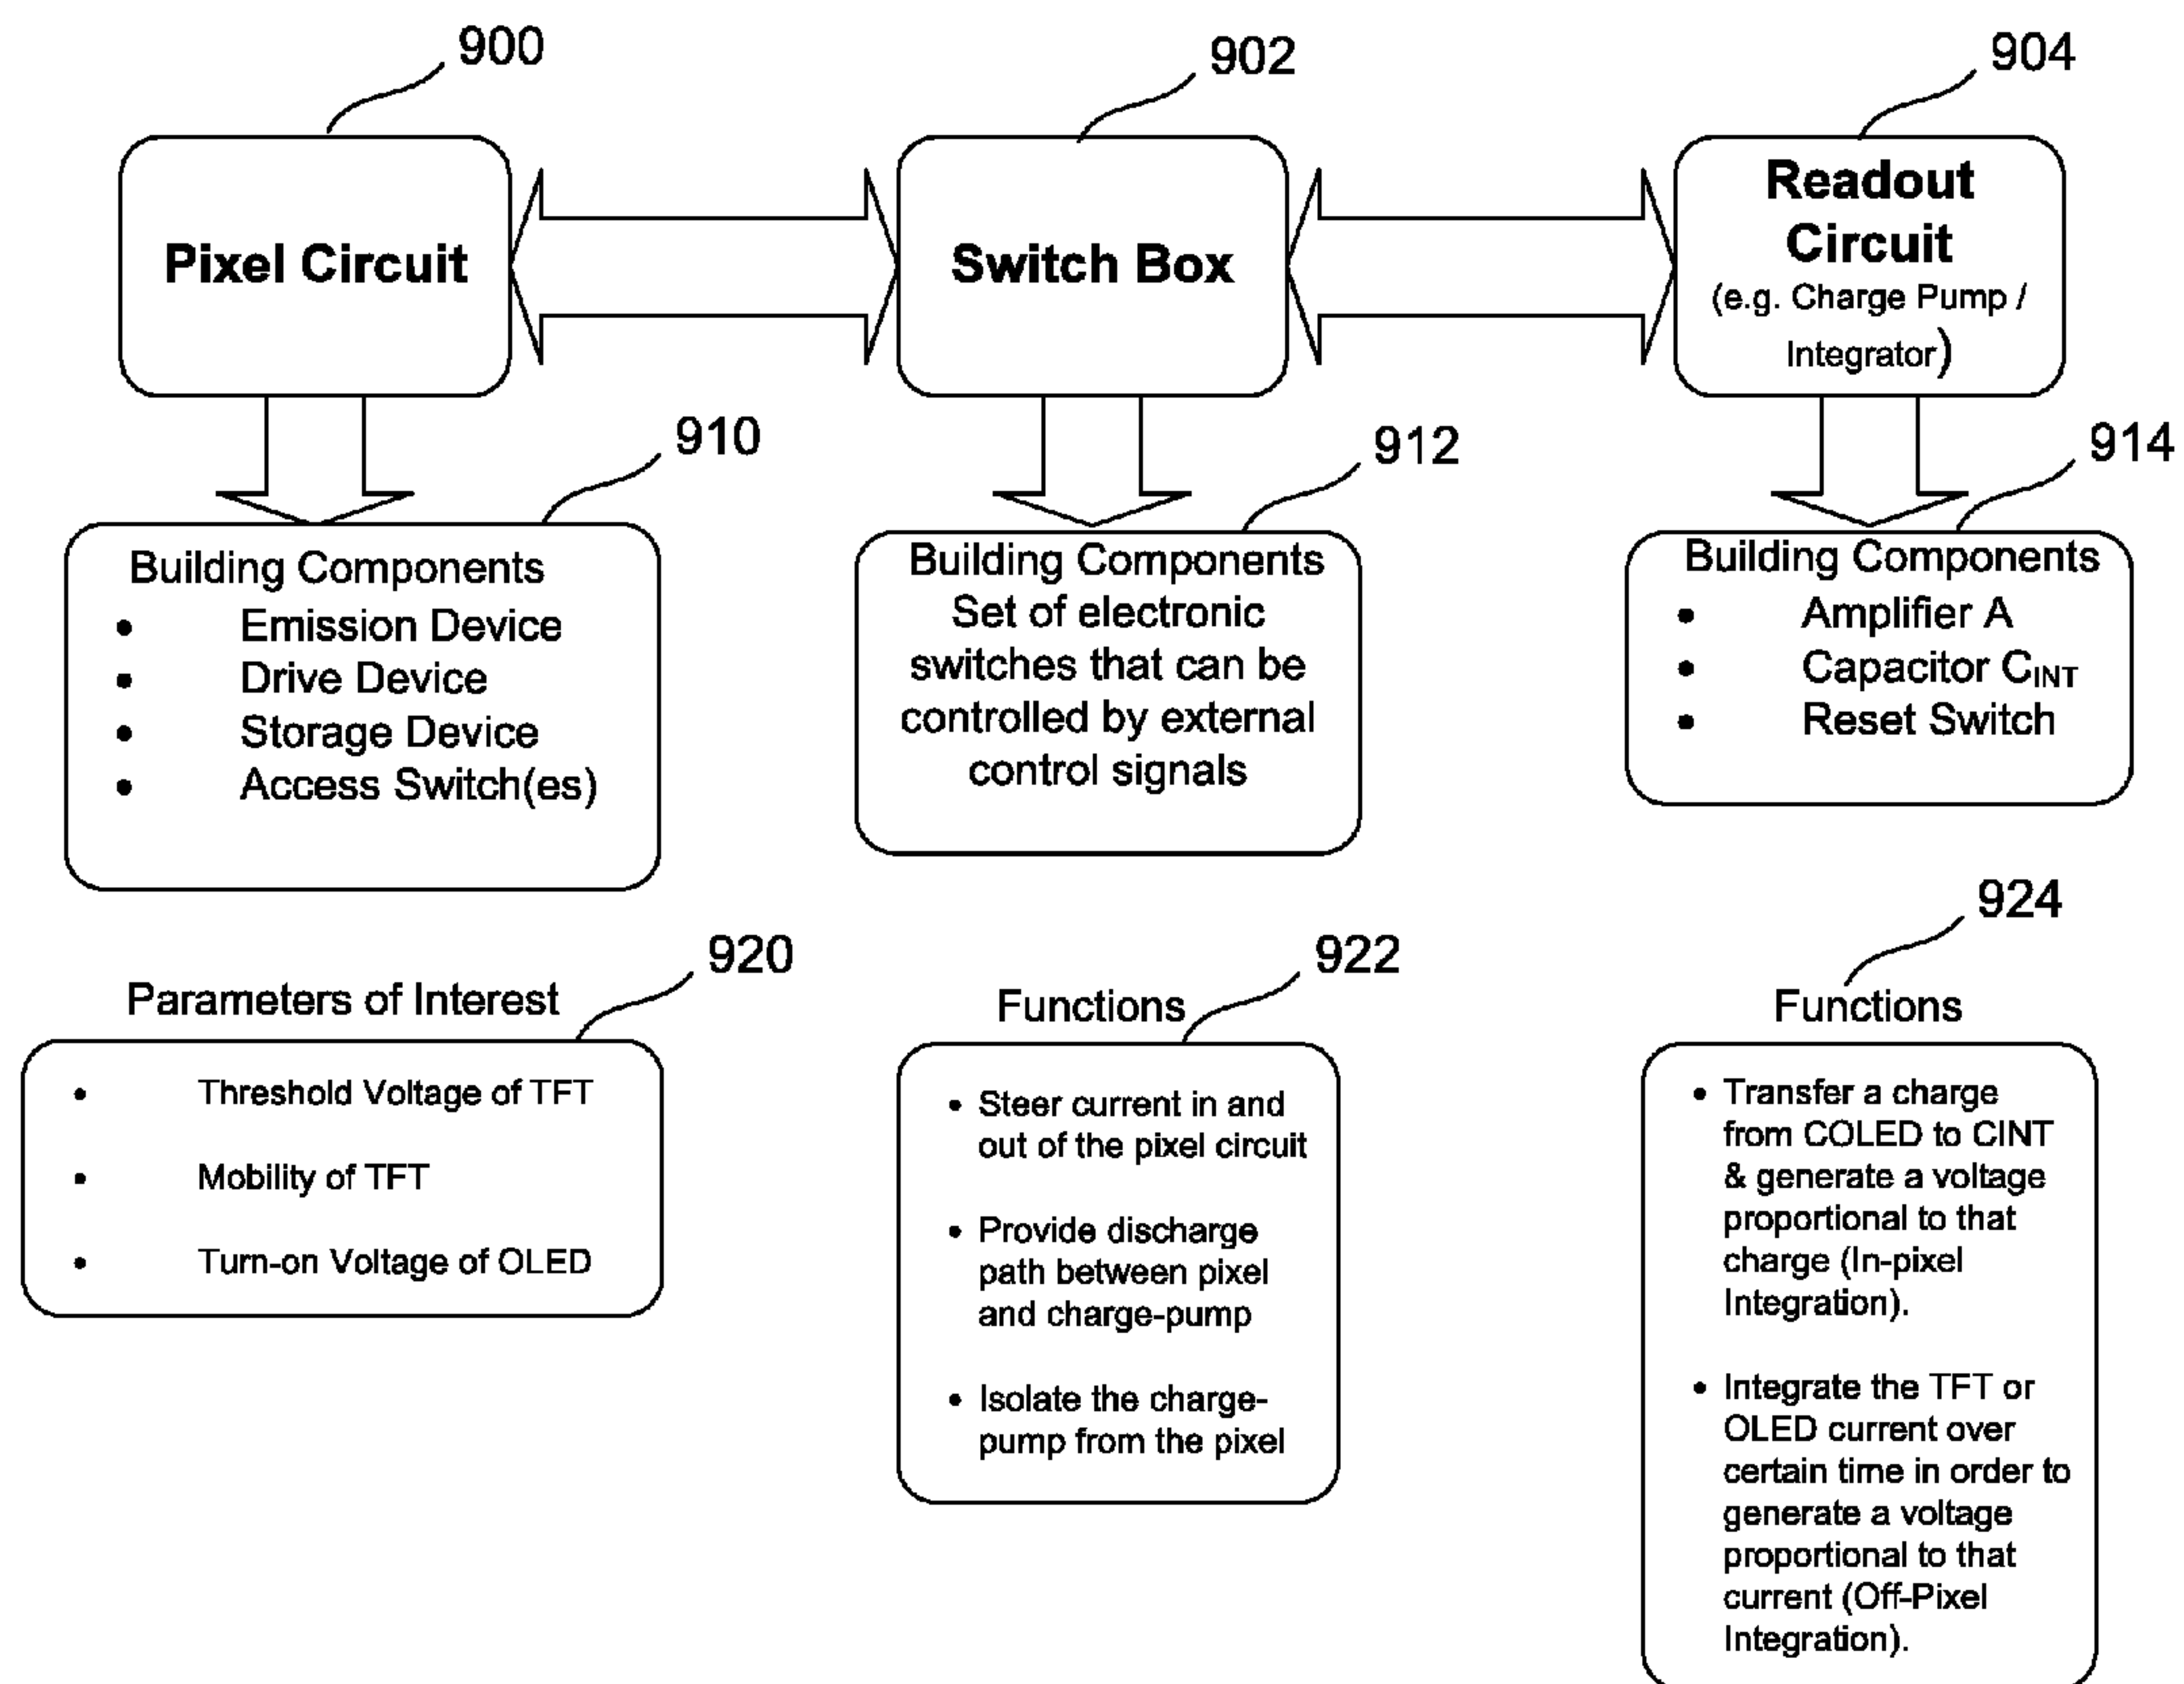 900
902
904
Pixel Circuit
Switch Box
Readout
Circuit
(e.g. Charge Pump /
Integrator)
910
912
914
Building Components
• Emission Device
• Drive Device
• Storage Device
• Access Switch(es)
Building Components
Set of electronic
switches that can be
controlled by external
control signals
Building Components
• Amplifier A
• Capacitor CINT
• Reset Switch
920
922
924
Parameters of Interest
• Threshold Voltage of TFT
• Mobility of TFT
• Turn-on Voltage of OLED
Functions
• Steer current in and
out of the pixel circuit
• Provide discharge
path between pixel
and charge-pump
• Isolate the charge-
pump from the pixel
Functions
• Transfer a charge
from COLED to CINT
& generate a voltage
proportional to that
charge (In-pixel
Integration).
• Integrate the TFT or
OLED current over
certain time in order to
generate a voltage
proportional to that
current (Off-Pixel
Integration).